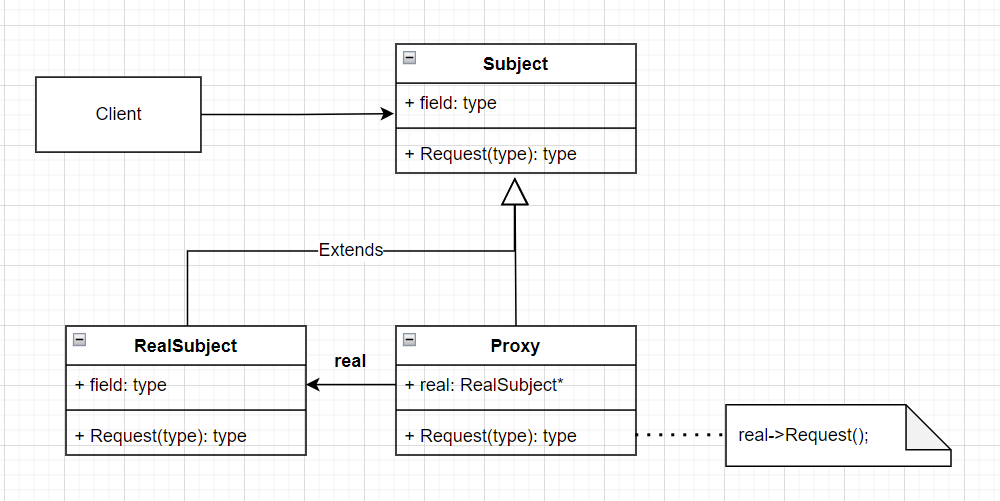 Subject
+ field: type
+ Request(type): type
Client
Extends
RealSubject
+ field: type
+ Request(type): type
real
Proxy
+ real: RealSubject*
+ Request(type): type
real->Request();